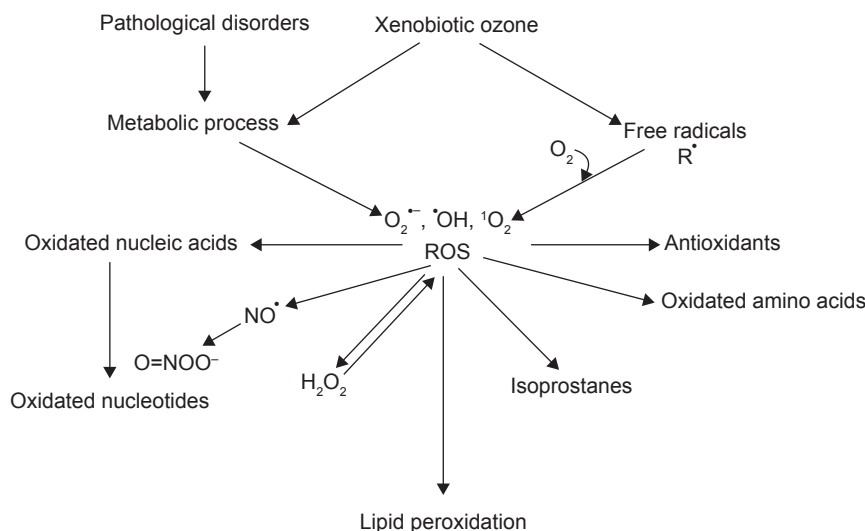 Pathological disorders
Xenobiotic ozone
Metabolic process
Free radicals
R•
O₂
O₂•–, •OH, ¹O₂
ROS
Oxidated nucleic acids
Antioxidants
Oxidated amino acids
NO•
O=NOO–
H₂O₂
Isoprostanes
Oxidated nucleotides
Lipid peroxidation